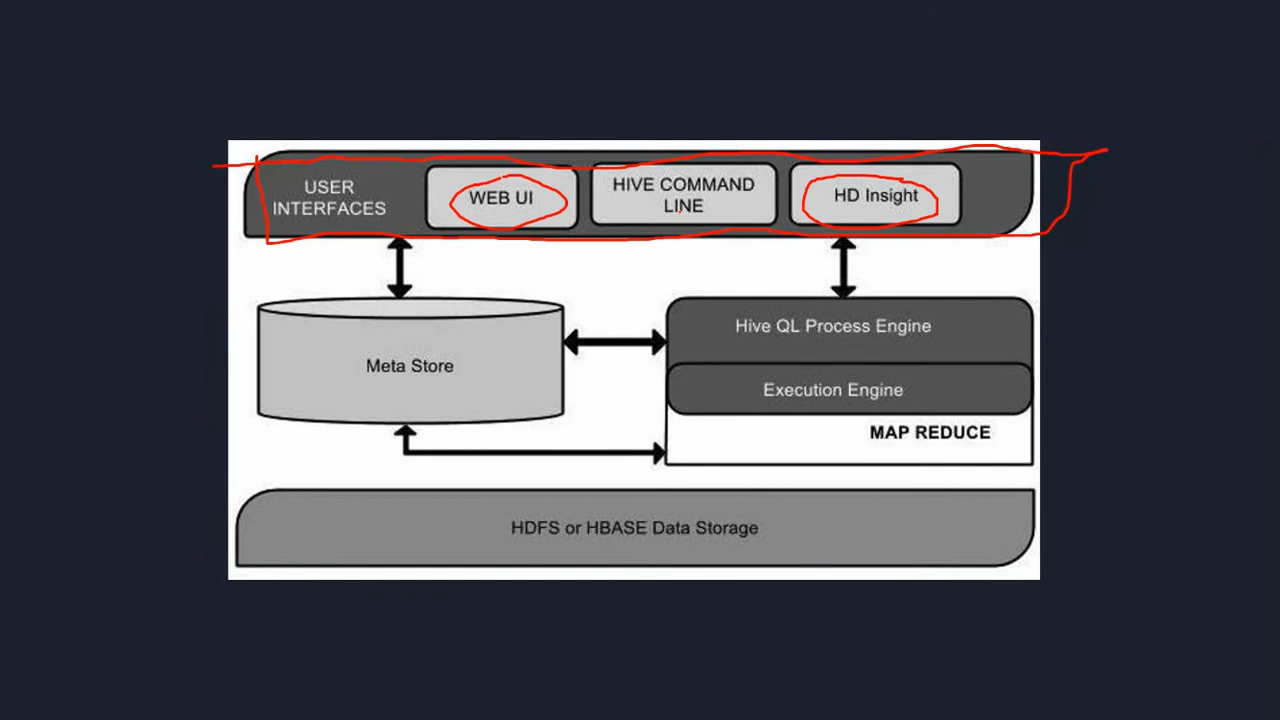 USER
INTERFACES
WEB UI
HIVE COMMAND
LINE
HD Insight
Meta Store
Hive QL Process Engine
Execution Engine
MAP REDUCE
HDFS or HBASE Data Storage